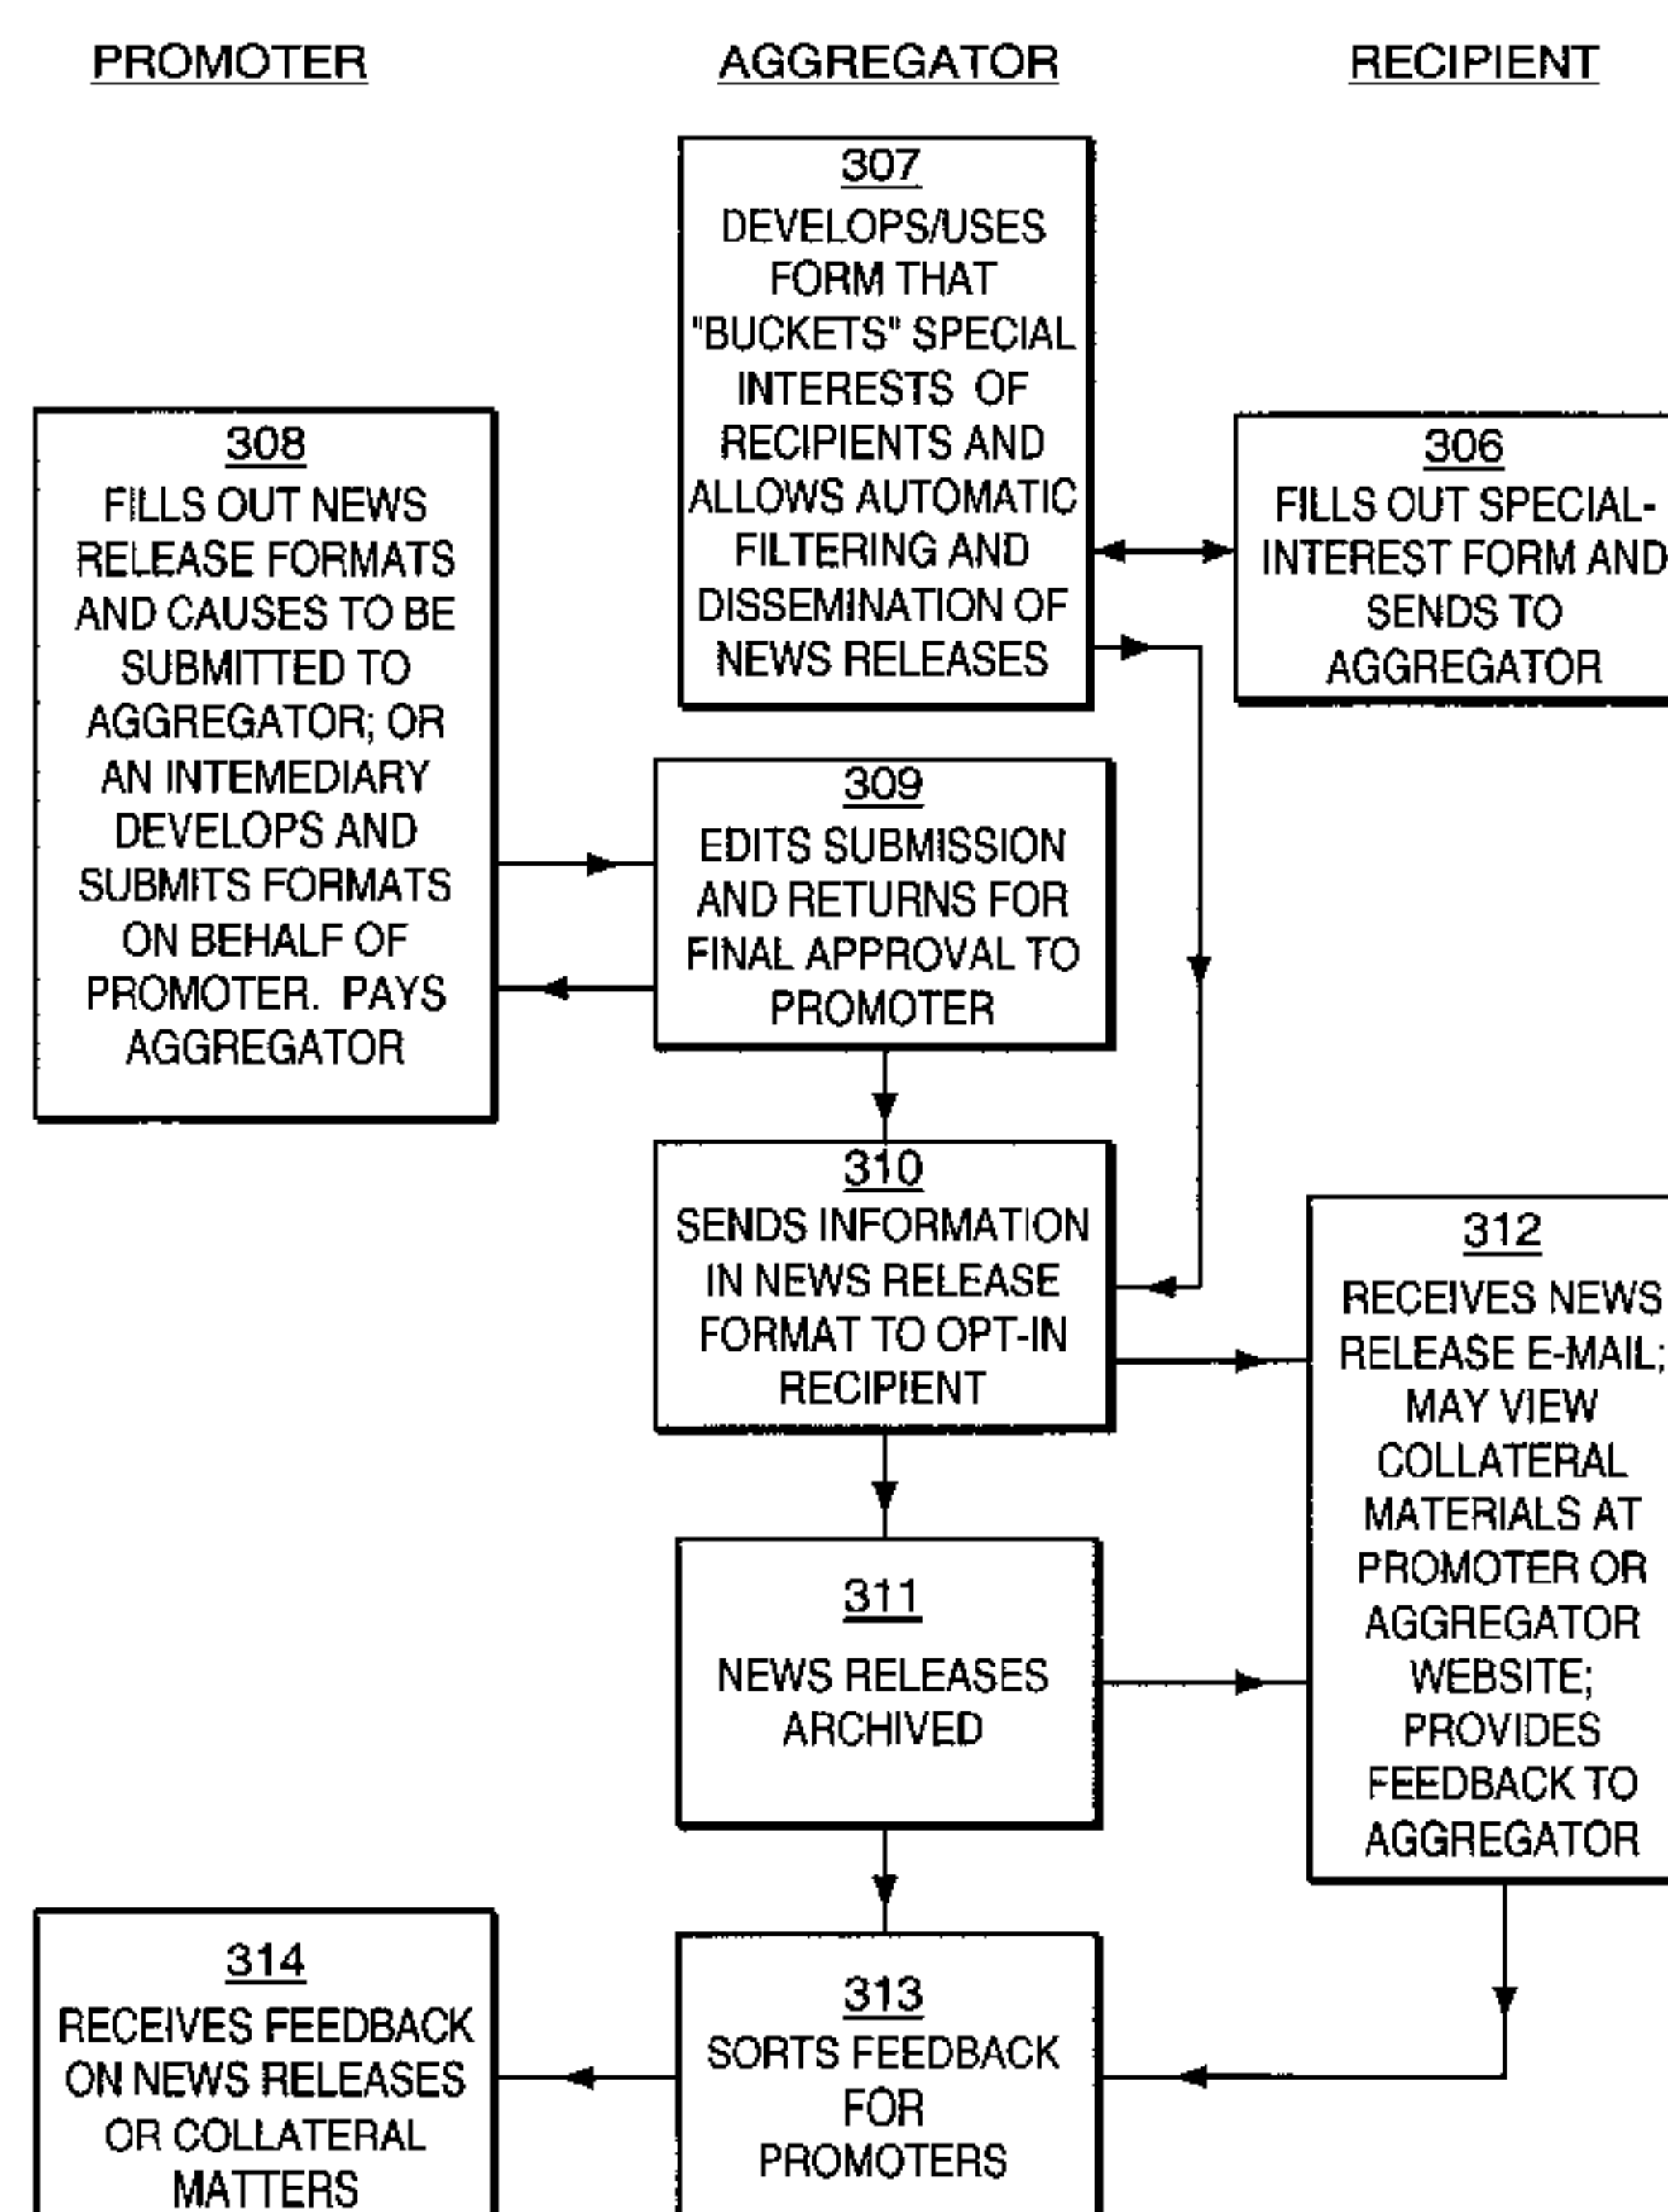 PROMOTER
AGGREGATOR
RECIPIENT
307
DEVELOPS/USES
FORM THAT
"BUCKETS" SPECIAL
INTERESTS OF
RECIPIENTS AND
ALLOWS AUTOMATIC
FILTERING AND
DISSEMINATION OF
NEWS RELEASES
308
FILLS OUT NEWS
RELEASE FORMATS
AND CAUSES TO BE
SUBMITTED TO
AGGREGATOR; OR
AN INTEMEDIARY
DEVELOPS AND
SUBMITS FORMATS
ON BEHALF OF
PROMOTER. PAYS
AGGREGATOR
306
FILLS OUT SPECIAL-
INTEREST FORM AND
SENDS TO
AGGREGATOR
309
EDITS SUBMISSION
AND RETURNS FOR
FINAL APPROVAL TO
PROMOTER
310
SENDS INFORMATION
IN NEWS RELEASE
FORMAT TO OPT-IN
RECIPIENT
312
RECEIVES NEWS
RELEASE E-MAIL;
MAY VIEW
COLLATERAL
MATERIALS AT
PROMOTER OR
AGGREGATOR
WEBSITE;
PROVIDES
FEEDBACK TO
AGGREGATOR
311
NEWS RELEASES
ARCHIVED
314
RECEIVES FEEDBACK
ON NEWS RELEASES
OR COLLATERAL
MATTERS
313
SORTS FEEDBACK
FOR
PROMOTERS